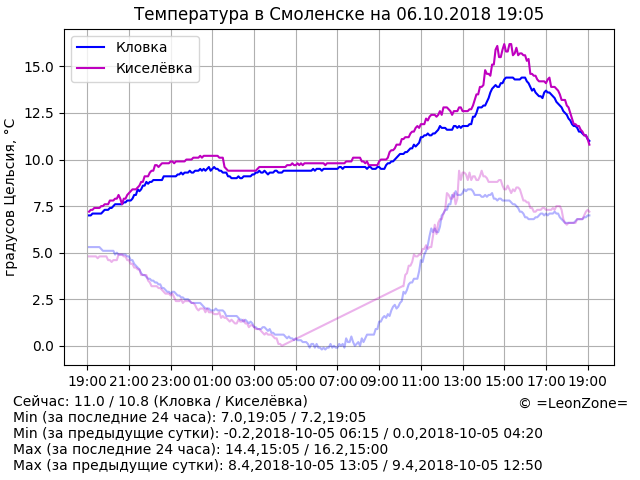 Температура в Смоленске на 06.10.2018 19:05
Кловка
Киселёвка
градусов Цельсия, °C
15.0
12.5
10.0
7.5
5.0
2.5
0.0
19:00 21:00 23:00 01:00 03:00 05:00 07:00 09:00 11:00 13:00 15:00 17:00 19:00
Сейчас: 11.0 / 10.8 (Кловка / Киселёвка)
© =LeonZone=
Min (за последние 24 часа): 7.0,19:05 / 7.2,19:05
Min (за предыдущие сутки): -0.2,2018-10-05 06:15 / 0.0,2018-10-05 04:20
Max (за последние 24 часа): 14.4,15:05 / 16.2,15:00
Max (за предыдущие сутки): 8.4,2018-10-05 13:05 / 9.4,2018-10-05 12:50